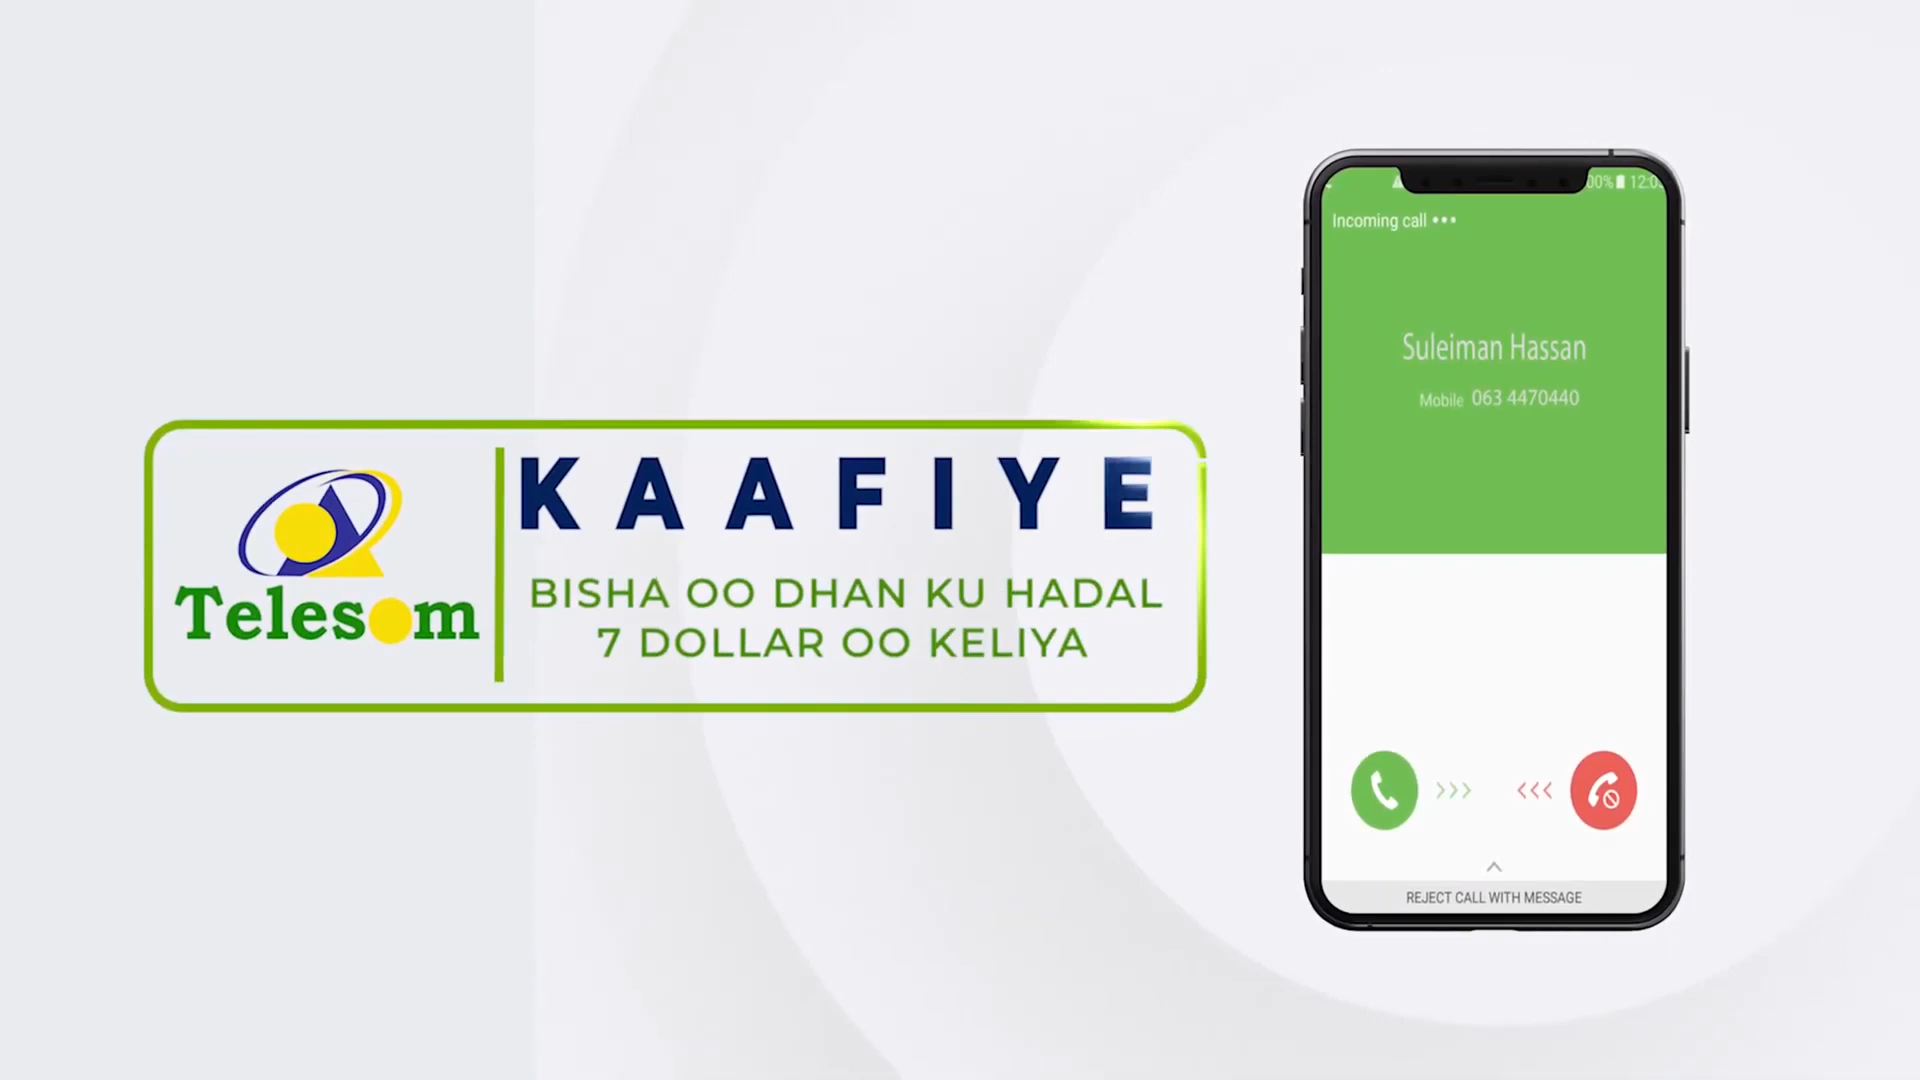 Telesom
KAAFIYE
BISHA OO DHAN KU HADAL
7 DOLLAR OO KELIYA
Incoming call •••
Suleiman Hassan
Mobile 063 4470440
REJECT CALL WITH MESSAGE